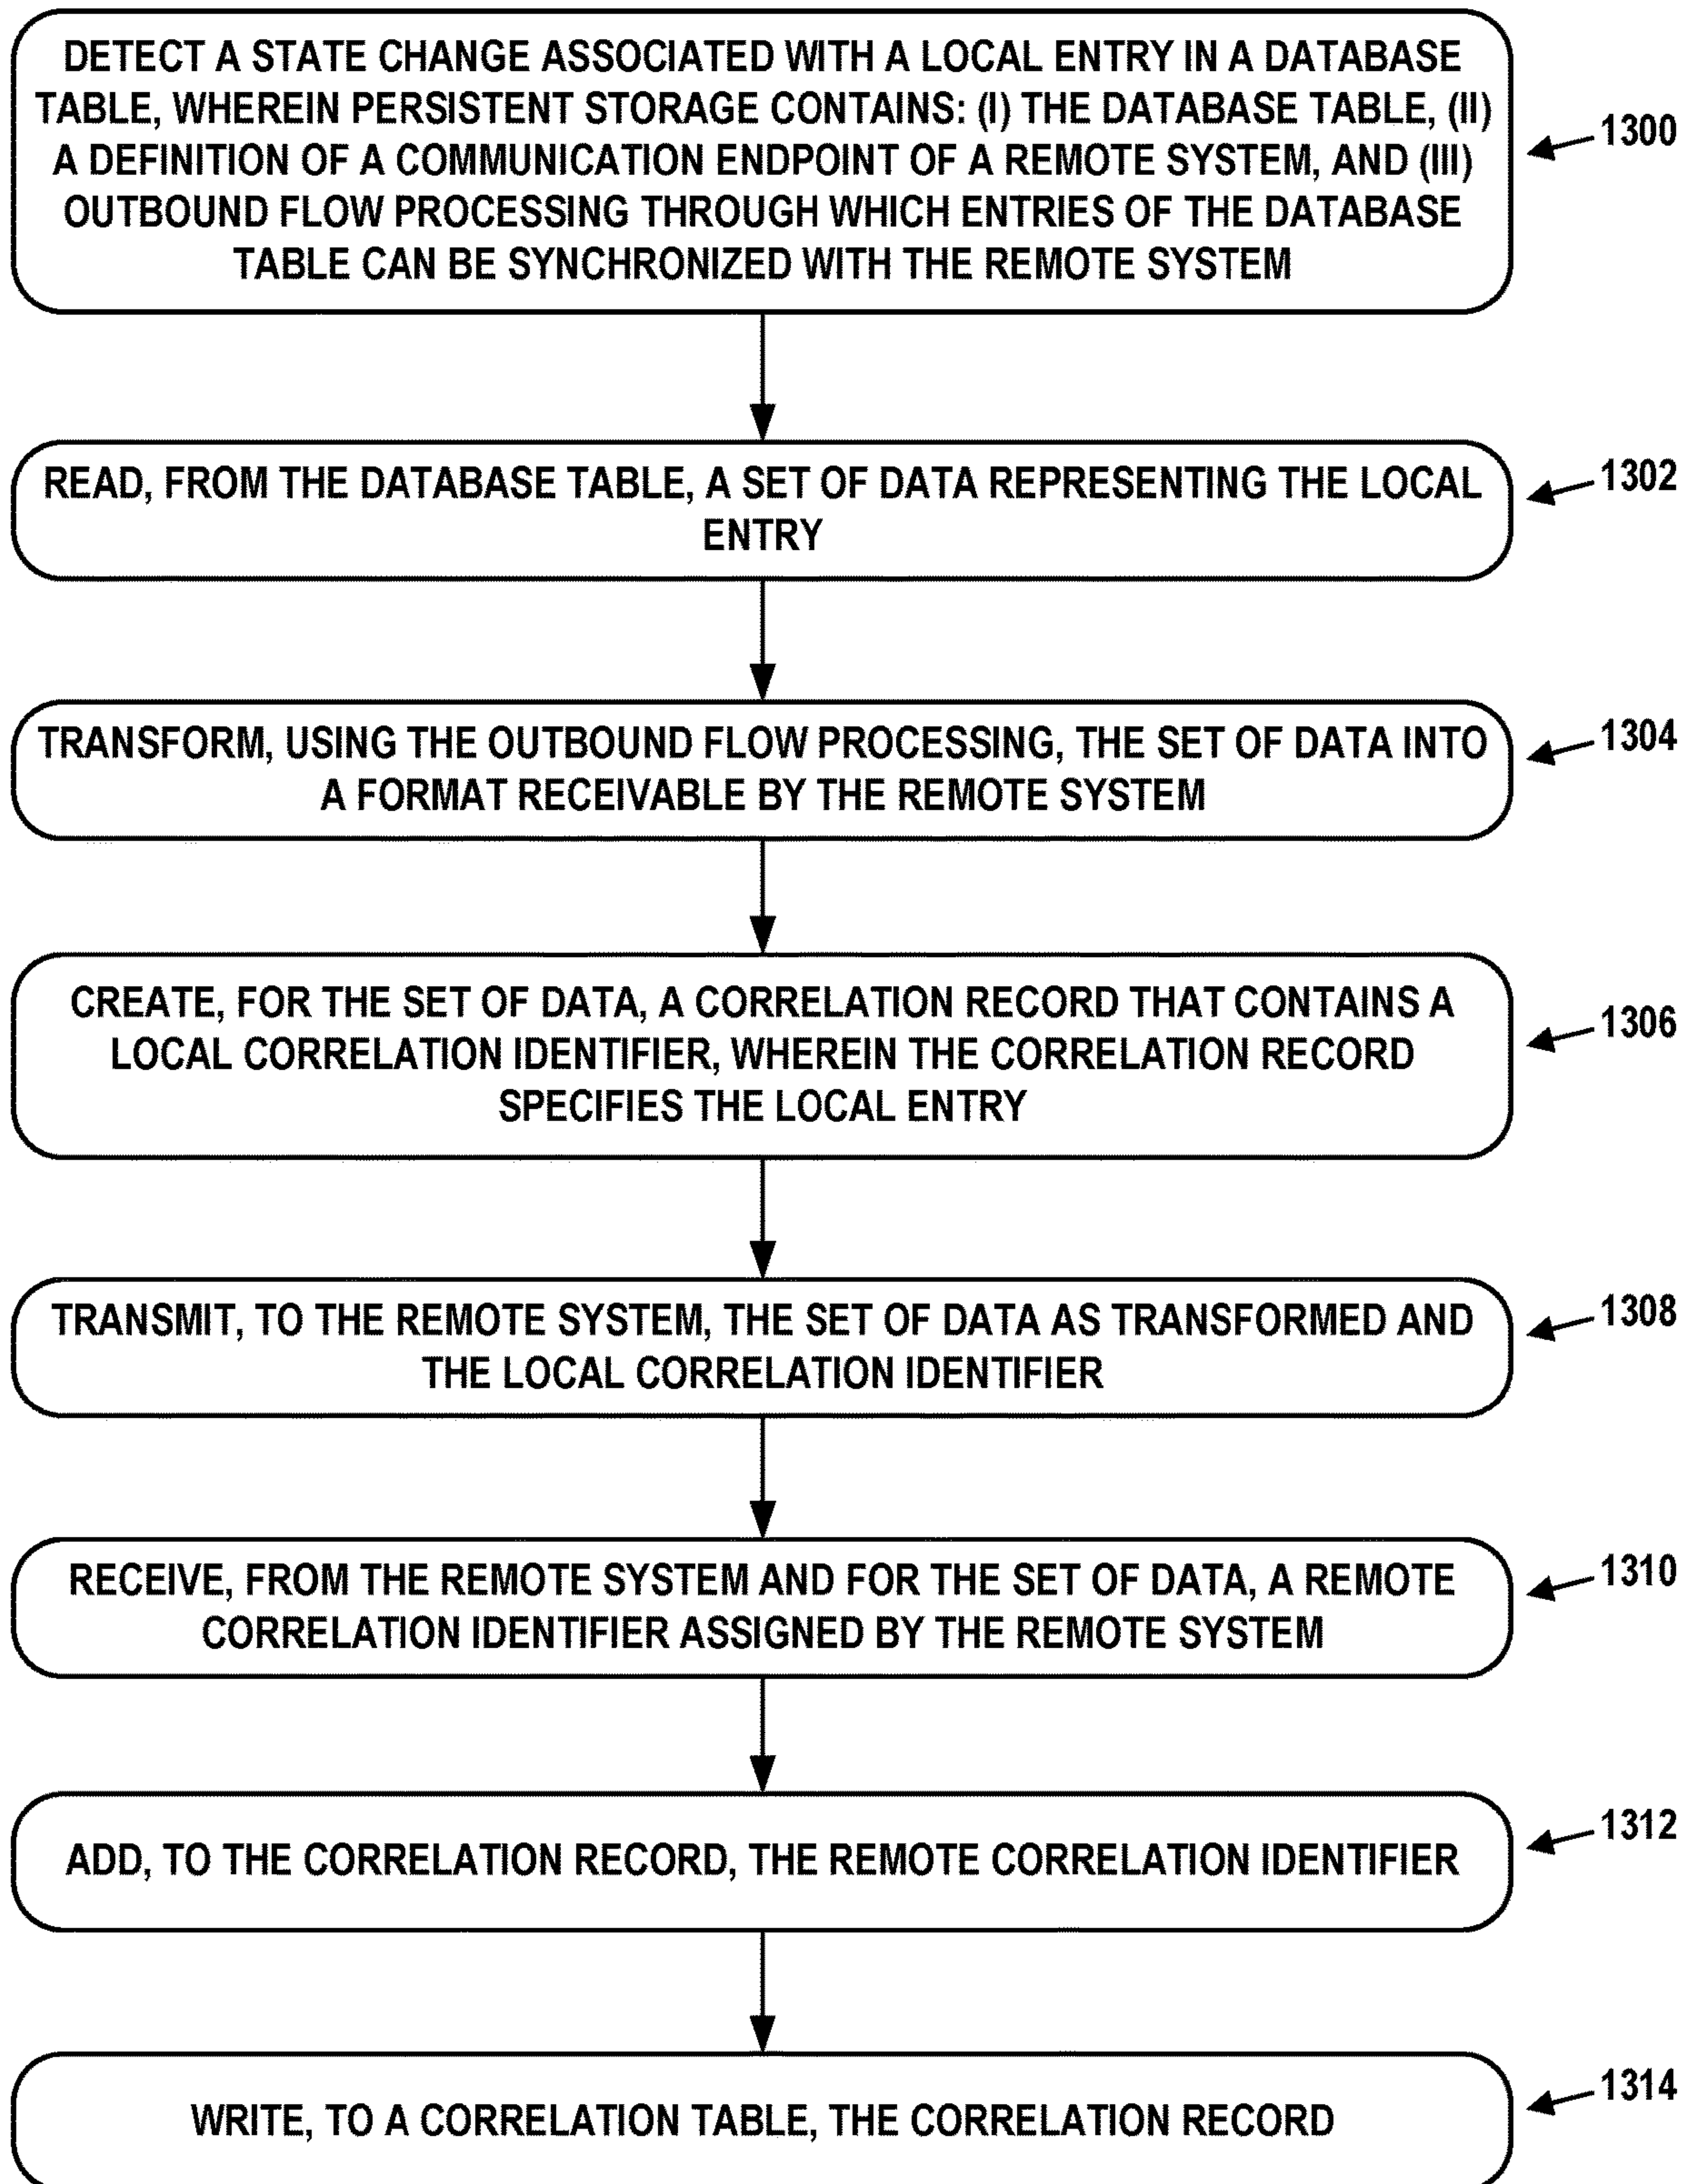 DETECT A STATE CHANGE ASSOCIATED WITH A LOCAL ENTRY IN A DATABASE
TABLE, WHEREIN PERSISTENT STORAGE CONTAINS: (I) THE DATABASE TABLE, (II)
A DEFINITION OF A COMMUNICATION ENDPOINT OF A REMOTE SYSTEM, AND (III)
OUTBOUND FLOW PROCESSING THROUGH WHICH ENTRIES OF THE DATABASE
TABLE CAN BE SYNCHRONIZED WITH THE REMOTE SYSTEM
1300
READ, FROM THE DATABASE TABLE, A SET OF DATA REPRESENTING THE LOCAL
ENTRY
1302
TRANSFORM, USING THE OUTBOUND FLOW PROCESSING, THE SET OF DATA INTO
A FORMAT RECEIVABLE BY THE REMOTE SYSTEM
1304
CREATE, FOR THE SET OF DATA, A CORRELATION RECORD THAT CONTAINS A
LOCAL CORRELATION IDENTIFIER, WHEREIN THE CORRELATION RECORD
SPECIFIES THE LOCAL ENTRY
1306
TRANSMIT, TO THE REMOTE SYSTEM, THE SET OF DATA AS TRANSFORMED AND
THE LOCAL CORRELATION IDENTIFIER
1308
RECEIVE, FROM THE REMOTE SYSTEM AND FOR THE SET OF DATA, A REMOTE
CORRELATION IDENTIFIER ASSIGNED BY THE REMOTE SYSTEM
1310
ADD, TO THE CORRELATION RECORD, THE REMOTE CORRELATION IDENTIFIER
1312
WRITE, TO A CORRELATION TABLE, THE CORRELATION RECORD
1314